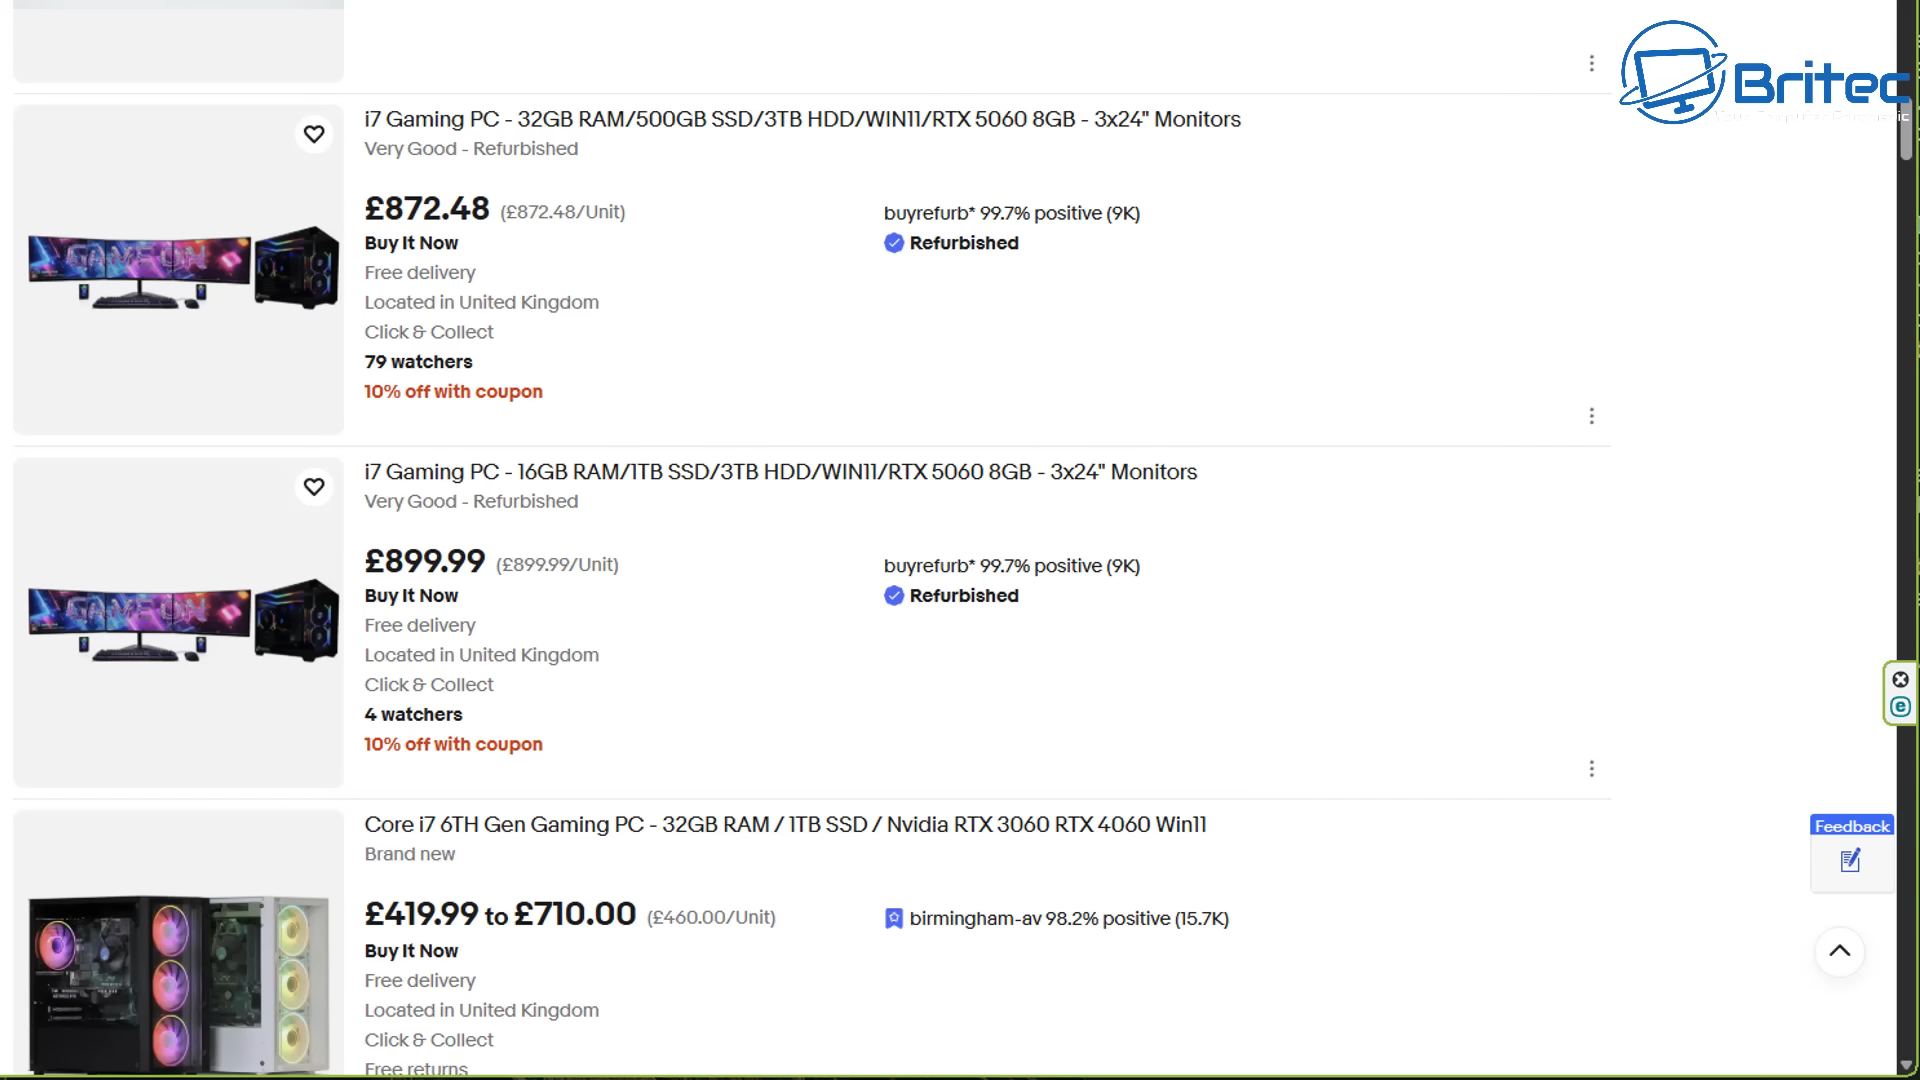 Britec
i7 Gaming PC - 32GB RAM/500GB SSD/3TB HDD/WIN11/RTX 5060 8GB - 3x24" Monitors
Very Good - Refurbished
£872.48 (£872.48/Unit)
buyrefurb* 99.7% positive (9K)
Buy It Now
Refurbished
Free delivery
Located in United Kingdom
Click & Collect
79 watchers
10% off with coupon
GAME ON
i7 Gaming PC - 16GB RAM/1TB SSD/3TB HDD/WIN11/RTX 5060 8GB - 3x24" Monitors
Very Good - Refurbished
£899.99 (£899.99/Unit)
buyrefurb* 99.7% positive (9K)
Buy It Now
Refurbished
Free delivery
Located in United Kingdom
Click & Collect
4 watchers
10% off with coupon
GAME ON
Core i7 6TH Gen Gaming PC - 32GB RAM / 1TB SSD / Nvidia RTX 3060 RTX 4060 Win11
Brand new
£419.99 to £710.00 (£460.00/Unit)
birmingham-av 98.2% positive (15.7K)
Buy It Now
Free delivery
Located in United Kingdom
Click & Collect
Free returns
Feedback